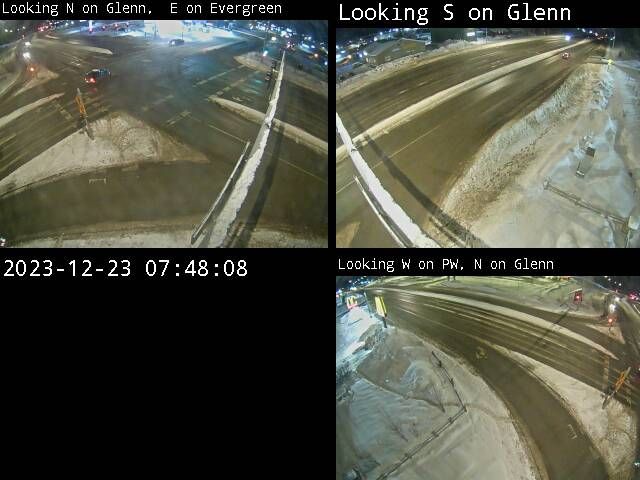 Looking N on Glenn,  E on Evergreen
Looking S on Glenn
2023-12-23 07:48:08
Looking W on PW, N on Glenn